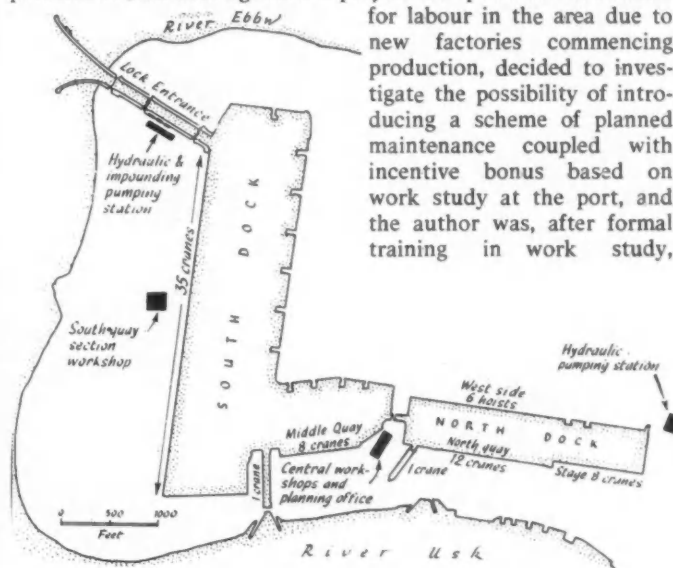 for labour in the area due to
new factories commencing
production, decided to inves-
tigate the possibility of intro-
ducing a scheme of planned
maintenance coupled with
incentive bonus based on
work study at the port, and
the author was, after formal
training in work study,
River Ebbw
Lock Entrance
Hydraulic &
impounding
pumping
station
35 cranes
SOUTH DOCK
South quay
section
workshop
Hydraulic
pumping station
West side
6 hoists
NORTH DOCK
North quay
12 cranes
Stage 8 cranes
Middle Quay
8 cranes
1 crane
Central work-
shops and
planning office
1 crane
0 500 1000
Feet
River Usk